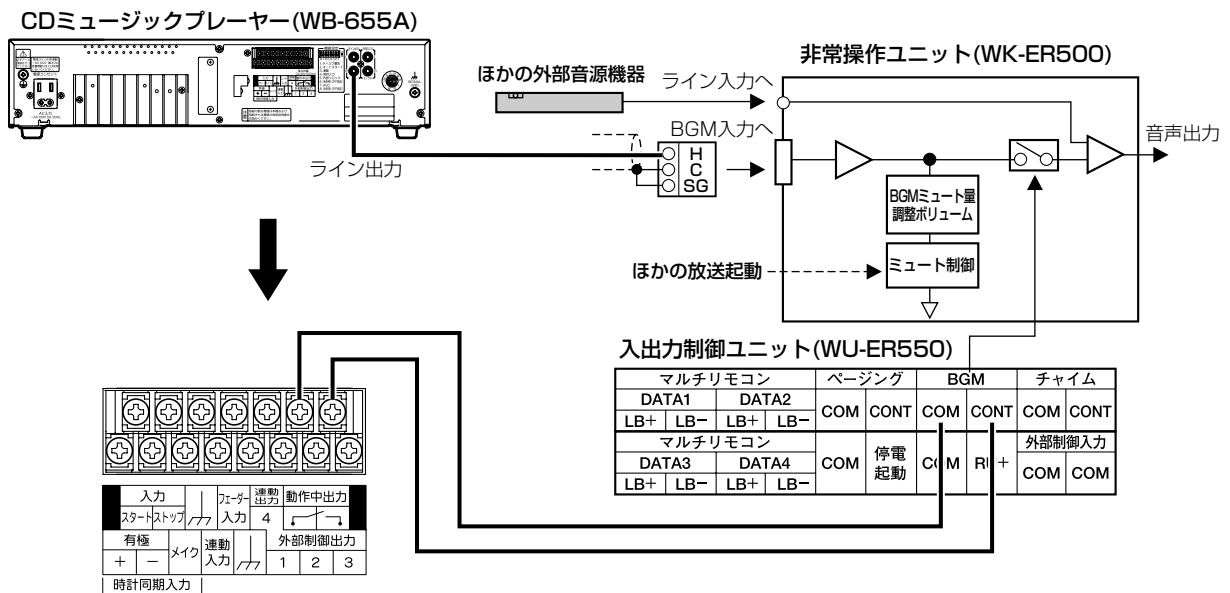 CDミュージックプレーヤー(WB-655A)
非常操作ユニット(WK-ER500)
ほかの外部音源機器
ライン入力へ
BGM入力へ
音声出力
H
C
SG
ライン出力
BGMミュート量
調整ボリューム
ミュート制御
ほかの放送起動
入出力制御ユニット(WU-ER550)
マルチリモコン ページング BGM チャイム
DATA1 DATA2 COM CONT COM CONT COM CONT
LB+ LB− LB+ LB−
マルチリモコン COM 停電起動 外部制御入力
DATA3 DATA4 COM COM
LB+ LB− LB+ LB−
入力 フェーダー入力 連動出力 動作中出力
スタート ストップ 4
有極 メイク 連動入力 外部制御出力
+ − 1 2 3
時計同期入力